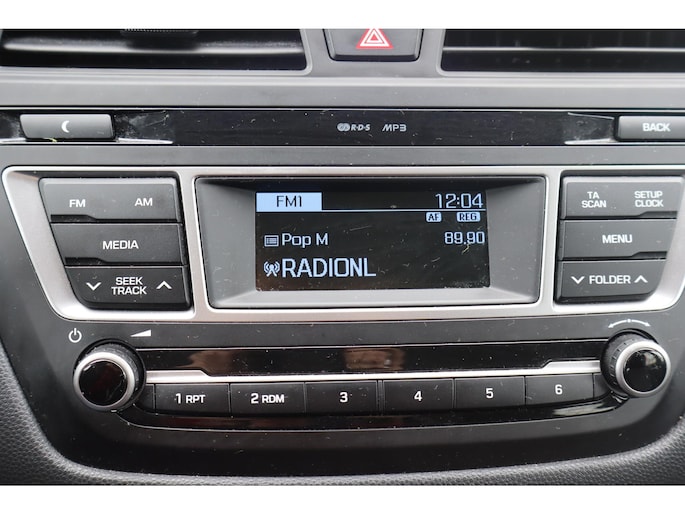 R·D·S MP3
BACK
FM AM
MEDIA
SEEK
TRACK
FM1 12:04
AF REG
Pop M 89.90
RADIONL
TA
SCAN
SETUP
CLOCK
MENU
FOLDER
1 RPT
2 RDM
3
4
5
6